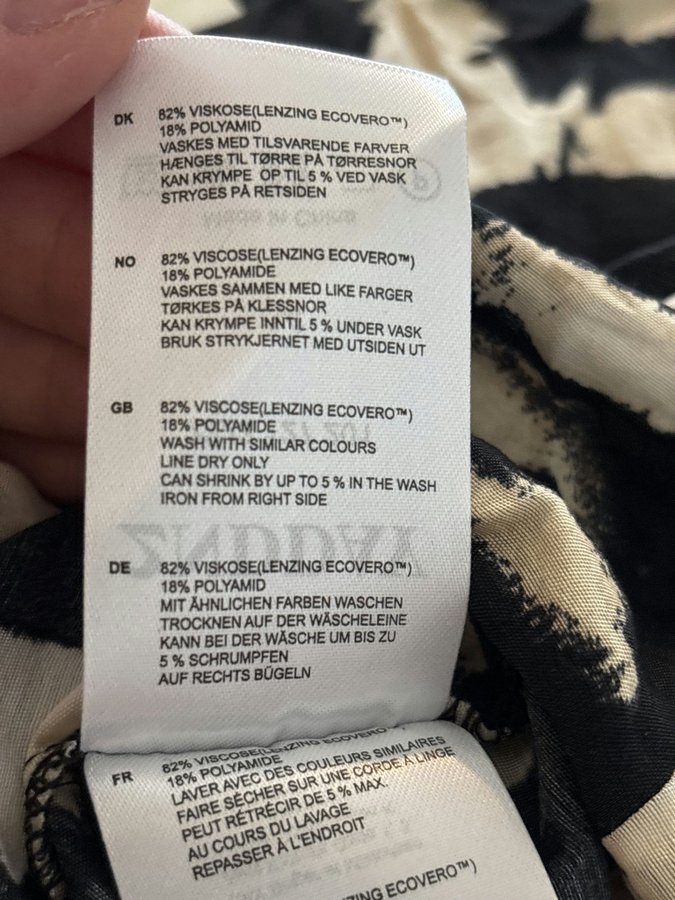 DK 82% VISKOSE(LENZING ECOVERO™)
18% POLYAMID
VASKES MED TILSVARENDE FARVER
HÆNGES TIL TØRRE PÅ TØRRESNOR
KAN KRYMPE OP TIL 5 % VED VASK
STRYGES PÅ RETSIDEN
Made in China
NO 82% VISCOSE(LENZING ECOVERO™)
18% POLYAMIDE
VASKES SAMMEN MED LIKE FARGER
TØRKES PÅ KLESSNOR
KAN KRYMPE INNTIL 5 % UNDER VASK
BRUK STRYKJERNET MED UTSIDEN UT
GB 82% VISCOSE(LENZING ECOVERO™)
18% POLYAMIDE
WASH WITH SIMILAR COLOURS
LINE DRY ONLY
CAN SHRINK BY UP TO 5 % IN THE WASH
IRON FROM RIGHT SIDE
2NDDAY
DE 82% VISKOSE(LENZING ECOVERO™)
18% POLYAMID
MIT ÄHNLICHEN FARBEN WASCHEN
TROCKNEN AUF DER WÄSCHELEINE
KANN BEI DER WÄSCHE UM BIS ZU
5 % SCHRUMPFEN
AUF RECHTS BÜGELN
FR 82% VISCOSE(LENZING ECOVERO™)
18% POLYAMIDE
LAVER AVEC DES COULEURS SIMILAIRES
FAIRE SÉCHER SUR UNE CORDE À LINGE
PEUT RÉTRÉCIR DE 5 % MAX.
AU COURS DU LAVAGE
REPASSER À L'ENDROIT
ECOVERO™)